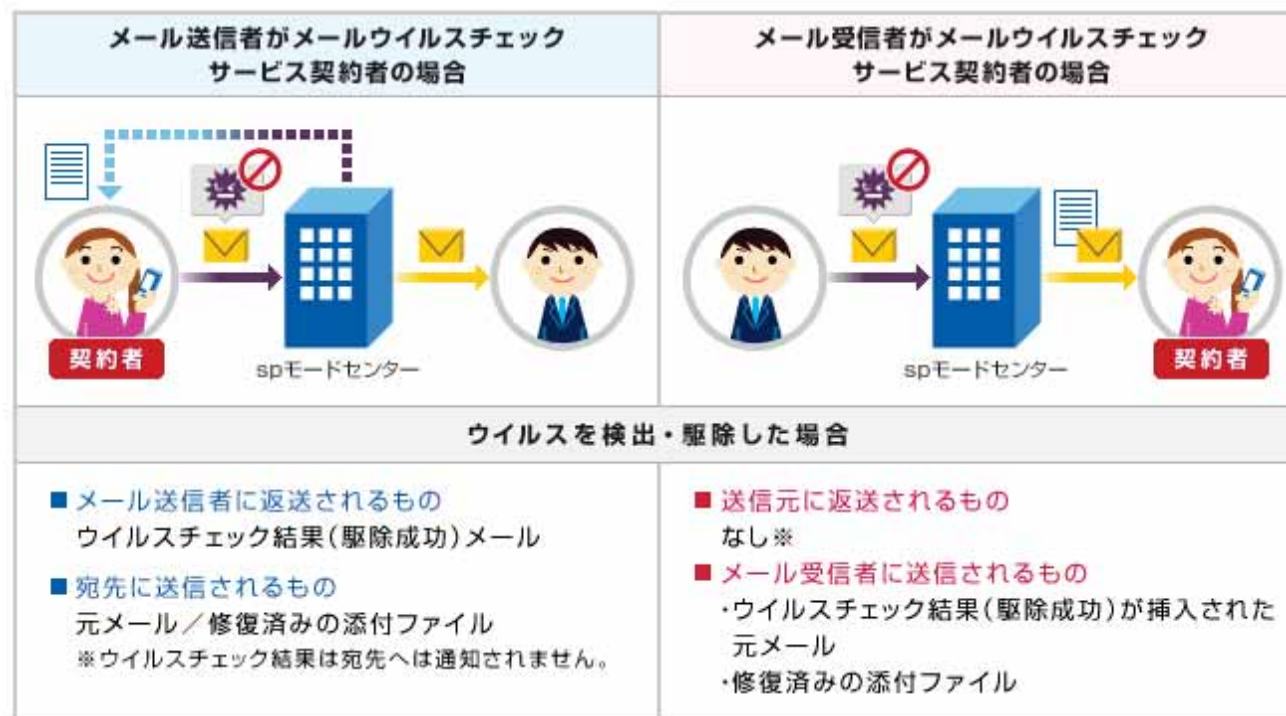 メール送信者がメールウイルスチェック
サービス契約者の場合
メール受信者がメールウイルスチェック
サービス契約者の場合
契約者
spモードセンター
spモードセンター
契約者
ウイルスを検出・駆除した場合
■メール送信者に返送されるもの
ウイルスチェック結果(駆除成功)メール
■宛先に送信されるもの
元メール/修復済みの添付ファイル
※ウイルスチェック結果は宛先へは通知されません。
■送信元に返送されるもの
なし※
■メール受信者に送信されるもの
・ウイルスチェック結果(駆除成功)が挿入された
元メール
・修復済みの添付ファイル